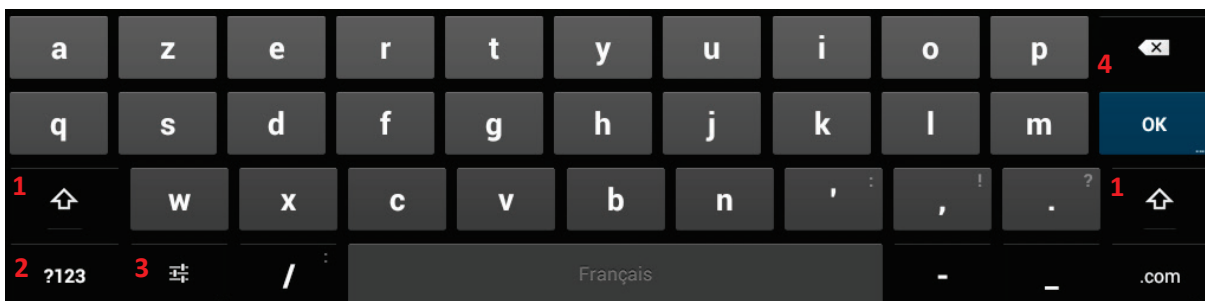 a z e r t y u i o p 4
q s d f g h j k l m OK
1 w x c v b n ' : , ! . ? 1
2 ?123 3 / : Français - _ .com